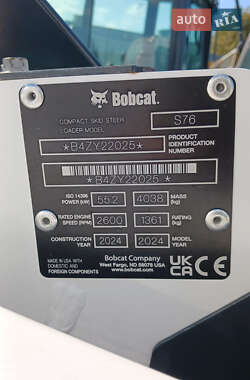 AUTO RIA
Bobcat.
COMPACT SKID STEER
LOADER MODEL
S76
*B4ZY22025*
PRODUCT
IDENTIFICATION
NUMBER
*B4ZY22025*
ISO 14396
POWER (kW)
55.2
4038
MASS
(kg)
RATED ENGINE
SPEED (RPM)
2600
1361
RATING
(kg)
CONSTRUCTION
YEAR
2024
2024
MODEL
YEAR
MADE IN USA WITH
DOMESTIC AND
FOREIGN COMPONENTS
Bobcat Company
West Fargo, ND 58078 USA
www.bobcat.com
UK
CA
CE